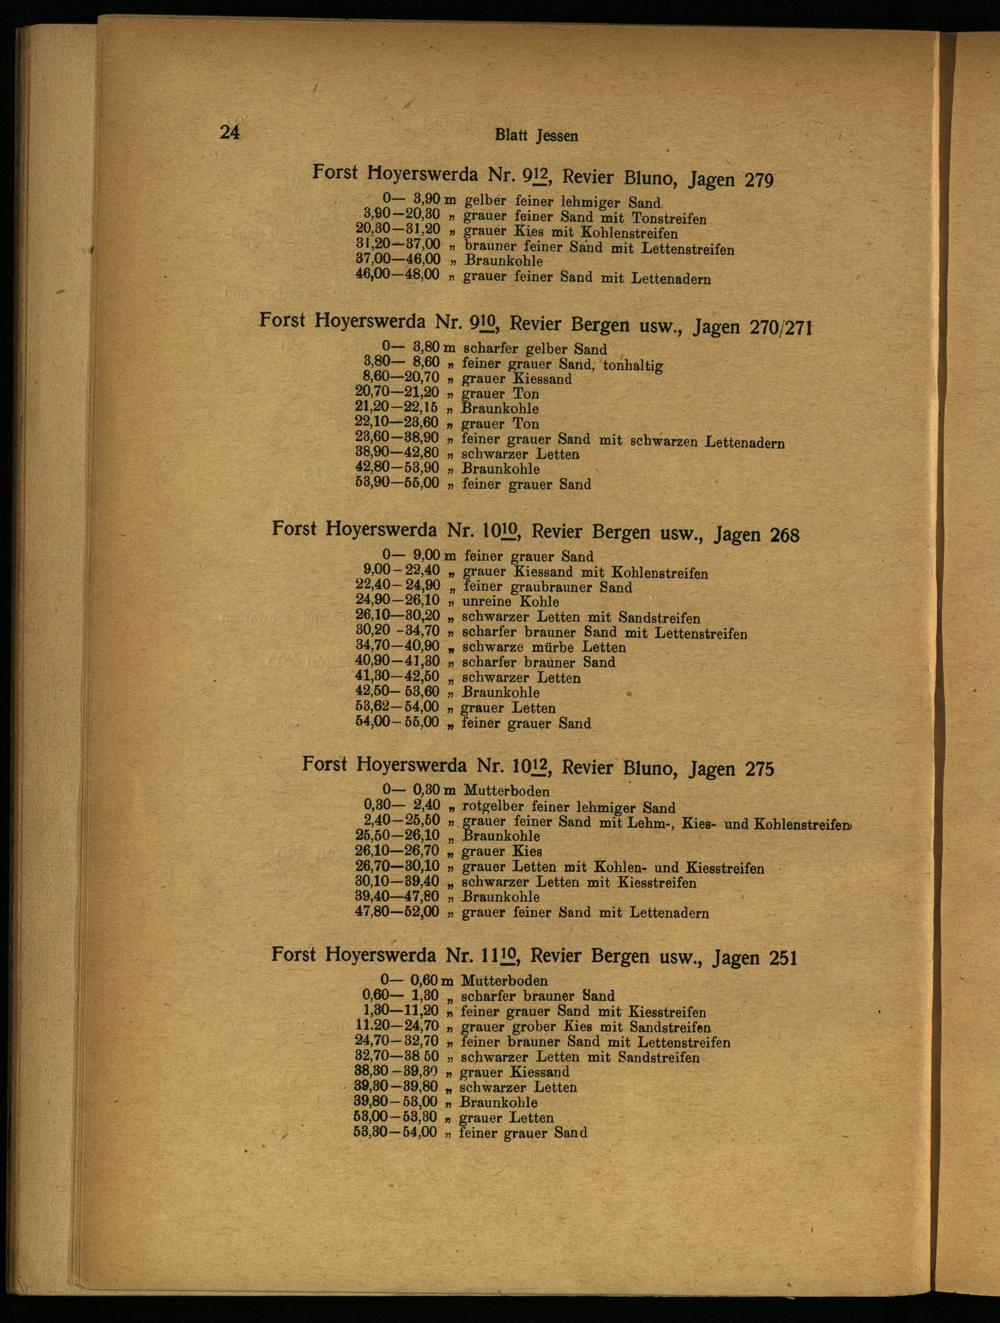 24
Blatt Jessen
Forst Hoyerswerda Nr. 912, Revier Bluno, Jagen 279
0— 3,90 m gelber feiner lehmiger Sand
3,90—20,30 „ grauer feiner Sand mit Tonstreifen
20,30—31,20 „ grauer Kies mit Kohlenstreifen
31,20—37,00 „ brauner feiner Sand mit Lettenstreifen
37,00—46,00 „ Braunkohle
46,00—48,00 „ grauer feiner Sand mit Lettenadern
Forst Hoyerswerda Nr. 910, Revier Bergen usw., Jagen 270/271
0— 3,80 m scharfer gelber Sand
3,80— 8,60 „ feiner grauer Sand, tonhaltig
8,60—20,70 „ grauer Kiessand
20,70—21,20 „ grauer Ton
21,20—22,15 „ Braunkohle
22,10—23,60 „ grauer Ton
23,60—38,90 „ feiner grauer Sand mit schwarzen Lettenadern
38,90—42,80 „ schwarzer Letten
42,80—53,90 „ Braunkohle
53,90—55,00 „ feiner grauer Sand
Forst Hoyerswerda Nr. 1010, Revier Bergen usw., Jagen 268
0— 9,00 m feiner grauer Sand
9,00—22,40 „ grauer Kiessand mit Kohlenstreifen
22,40—24,90 „ feiner graubrauner Sand
24,90—26,10 „ unreine Kohle
26,10—30,20 „ schwarzer Letten mit Sandstreifen
30,20-34,70 „ scharfer brauner Sand mit Lettenstreifen
34,70—40,90 „ schwarze mürbe Letten
40,90—41,30 „ scharfer brauner Sand
41,30—42,50 „ schwarzer Letten
42,50—53,60 „ Braunkohle
53,62—54,00 „ grauer Letten
54,00—55,00 „ feiner grauer Sand
Forst Hoyerswerda Nr. 1012, Revier Bluno, Jagen 275
0— 0,30 m Mutterboden
0,30— 2,40 „ rotgelber feiner lehmiger Sand
2,40—25,50 „ grauer feiner Sand mit Lehm-, Kies- und Kohlenstreifen
25,50—26,10 „ Braunkohle
26,10—26,70 „ grauer Kies
26,70—30,10 „ grauer Letten mit Kohlen- und Kiesstreifen
30,10—39,40 „ schwarzer Letten mit Kiesstreifen
39,40—47,80 „ Braunkohle
47,80—52,00 „ grauer feiner Sand mit Lettenadern
Forst Hoyerswerda Nr. 1110, Revier Bergen usw., Jagen 251
0— 0,60 m Mutterboden
0,60— 1,30 „ scharfer brauner Sand
1,30—11,20 „ feiner grauer Sand mit Kiesstreifen
11.20—24,70 „ grauer grober Kies mit Sandstreifen
24,70—32,70 „ feiner brauner Sand mit Lettenstreifen
32,70—38 50 „ schwarzer Letten mit Sandstreifen
38,30—39,30 „ grauer Kiessand
39,30—39,80 „ schwarzer Letten
39,80—53,00 „ Braunkohle
53,00—53,30 „ grauer Letten
53,30—54,00 „ feiner grauer Sand